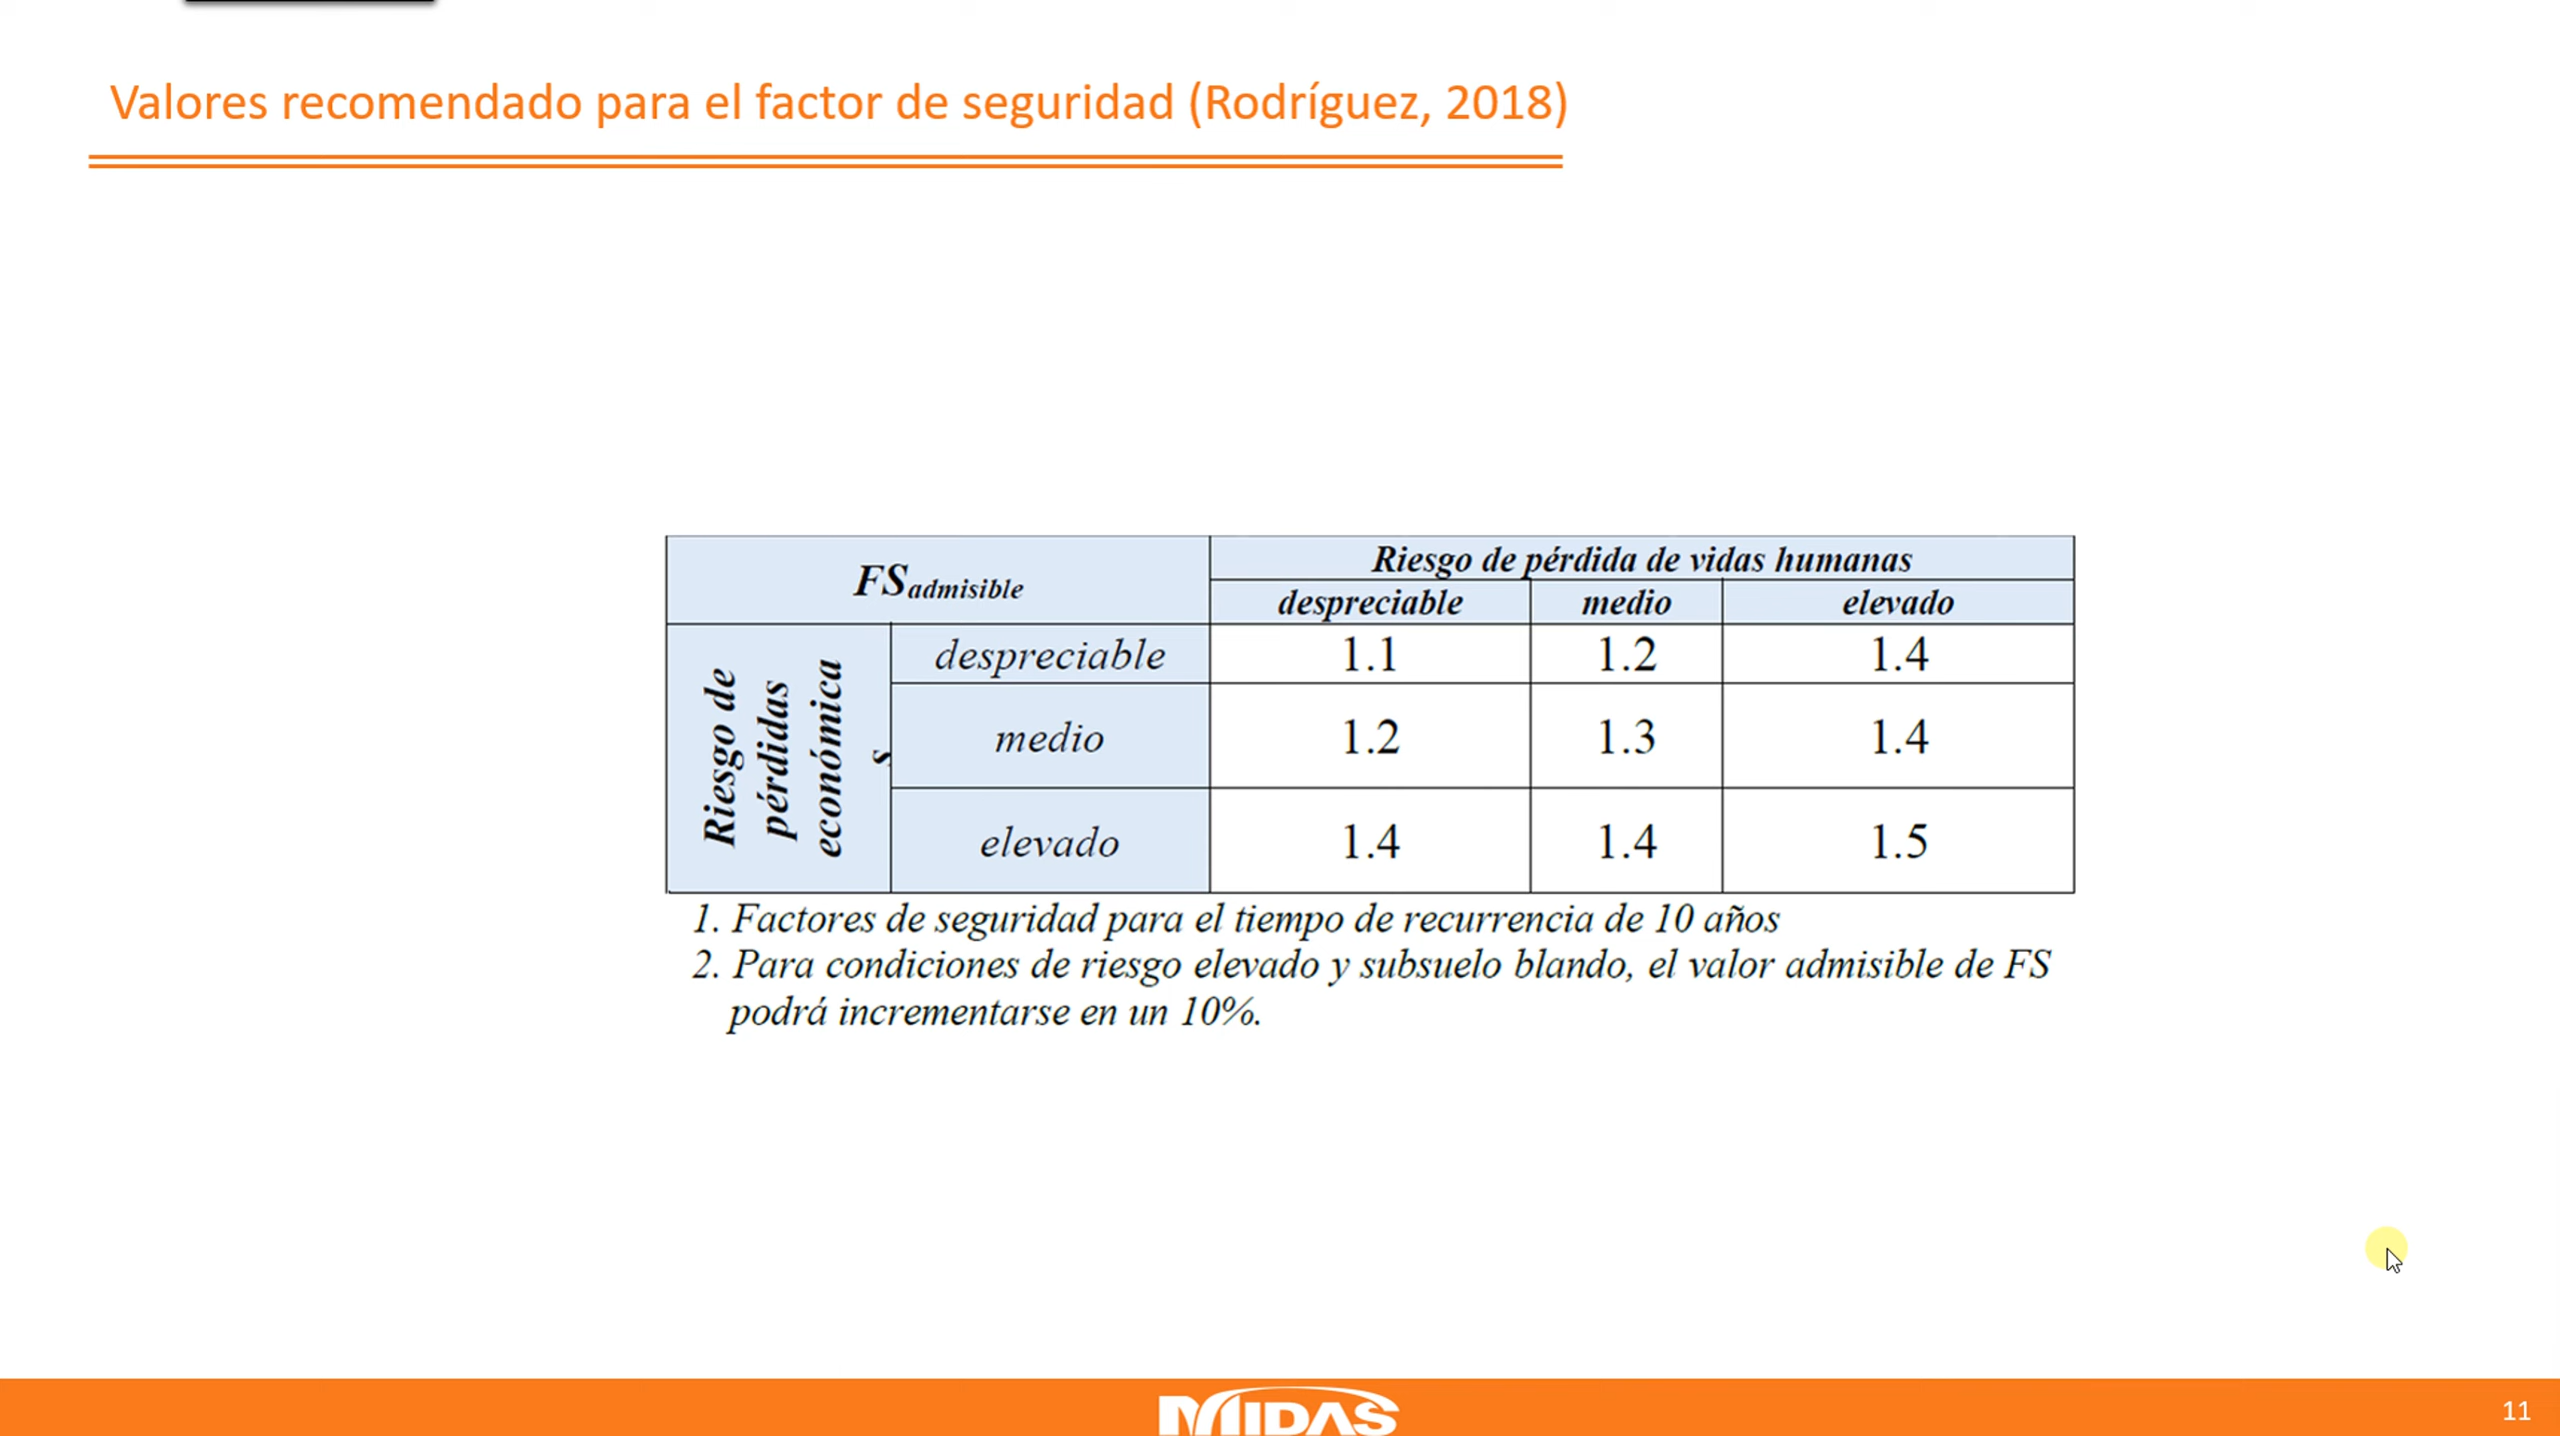 Valores recomendado para el factor de seguridad (Rodríguez, 2018)
FSadmisible
Riesgo de pérdida de vidas humanas
despreciable medio elevado
Riesgo de
pérdidas
económica
s
despreciable 1.1 1.2 1.4
medio 1.2 1.3 1.4
elevado 1.4 1.4 1.5
1. Factores de seguridad para el tiempo de recurrencia de 10 años
2. Para condiciones de riesgo elevado y subsuelo blando, el valor admisible de FS
podrá incrementarse en un 10%.
MIDAS
11